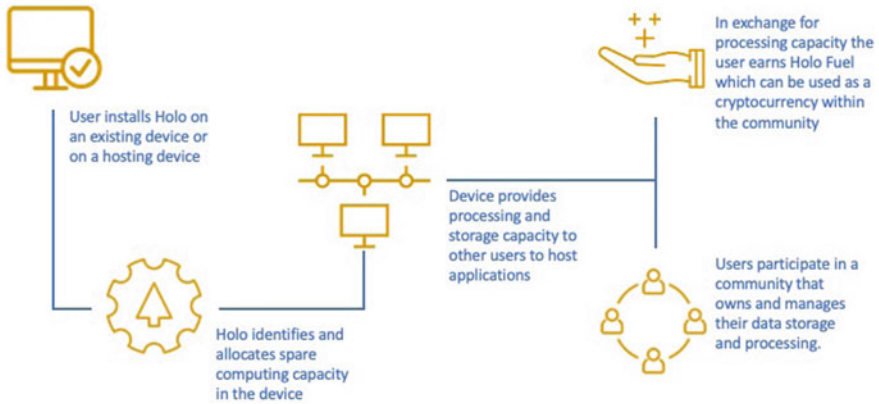 User installs Holo on
an existing device or
on a hosting device
Holo identifies and
allocates spare
computing capacity
in the device
Device provides
processing and
storage capacity to
other users to host
applications
In exchange for
processing capacity the
user earns Holo Fuel
which can be used as a
cryptocurrency within
the community
Users participate in a
community that
owns and manages
their data storage
and processing.